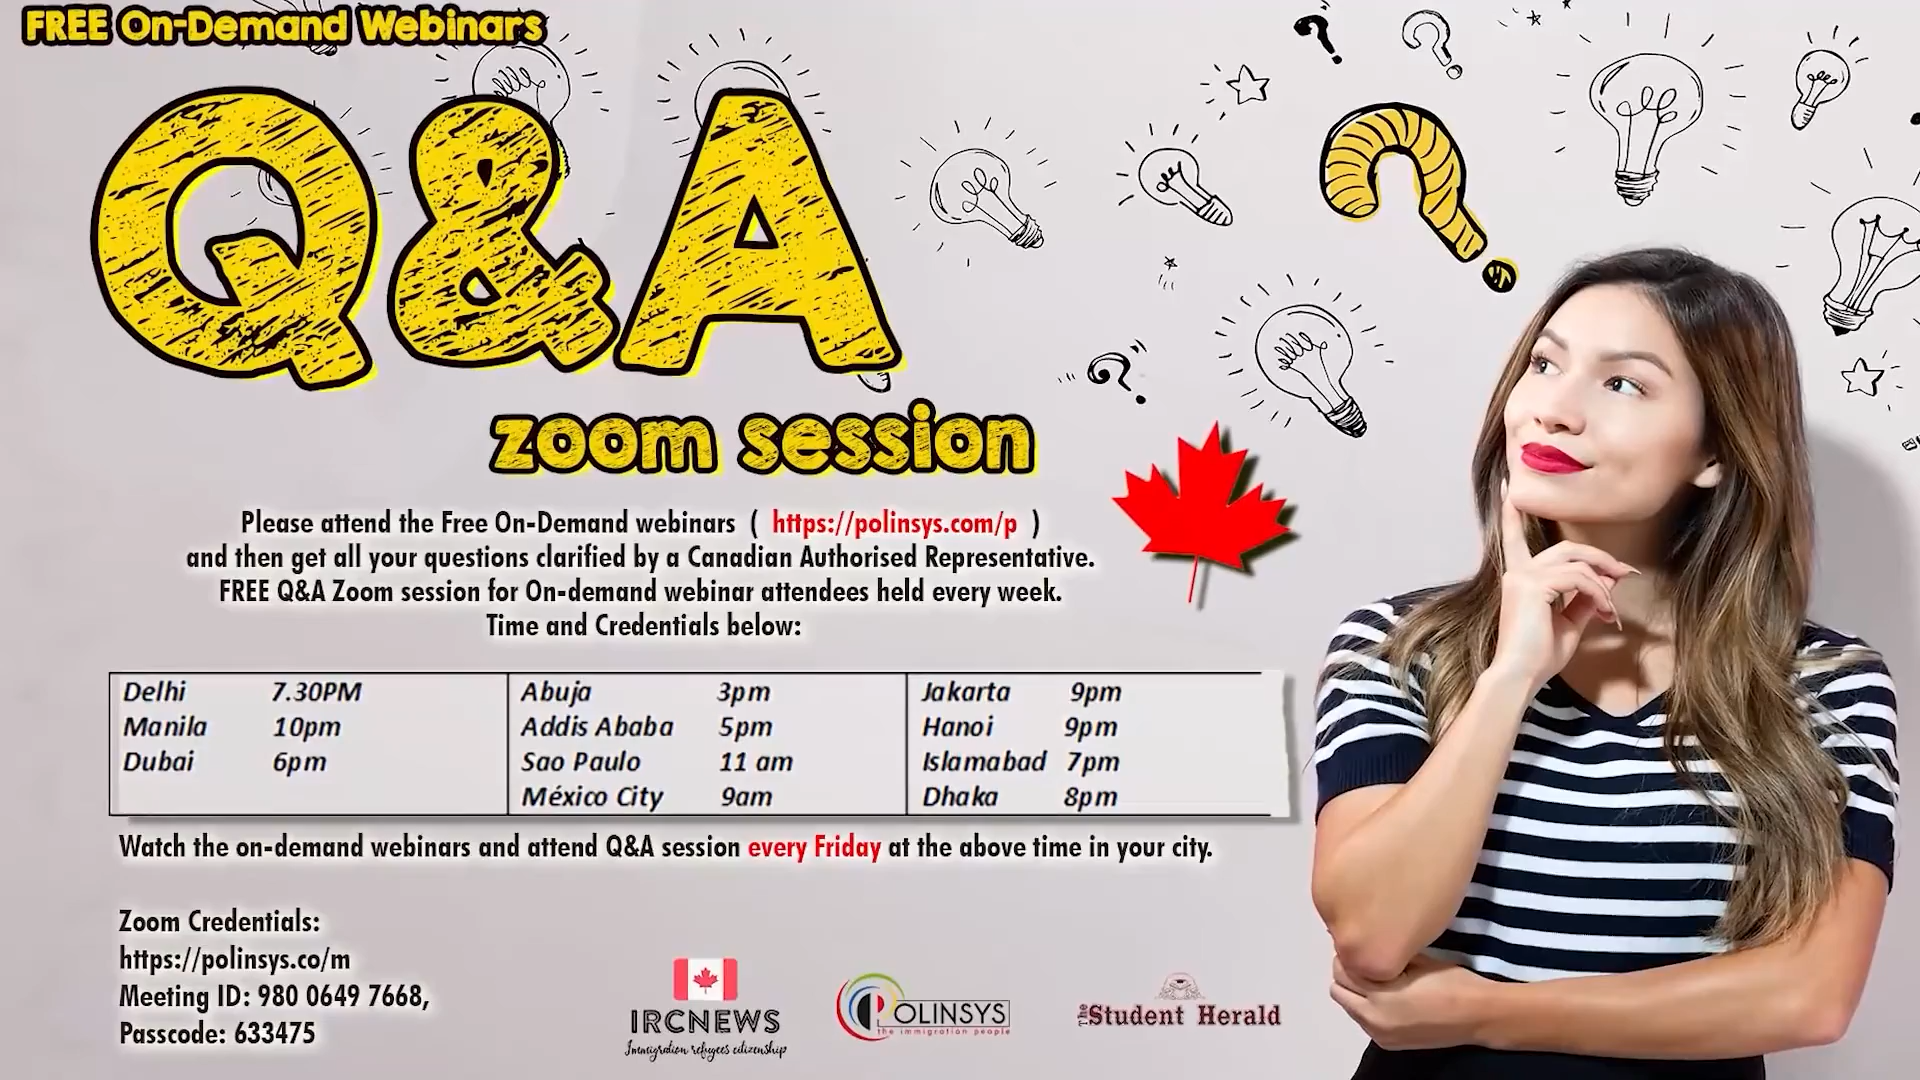 FREE On-Demand Webinars
Q&A
zoom session
Please attend the Free On-Demand webinars ( https://polinsys.com/p )
and then get all your questions clarified by a Canadian Authorised Representative.
FREE Q&A Zoom session for On-demand webinar attendees held every week.
Time and Credentials below:
Delhi 7.30PM
Manila 10pm
Dubai 6pm
Abuja 3pm
Addis Ababa 5pm
Sao Paulo 11 am
México City 9am
Jakarta 9pm
Hanoi 9pm
Islamabad 7pm
Dhaka 8pm
Watch the on-demand webinars and attend Q&A session every Friday at the above time in your city.
Zoom Credentials:
https://polinsys.co/m
Meeting ID: 980 0649 7668,
Passcode: 633475
IRCNEWS
Immigration refugees citizenship
POLINSYS
the immigration people
The Student Herald